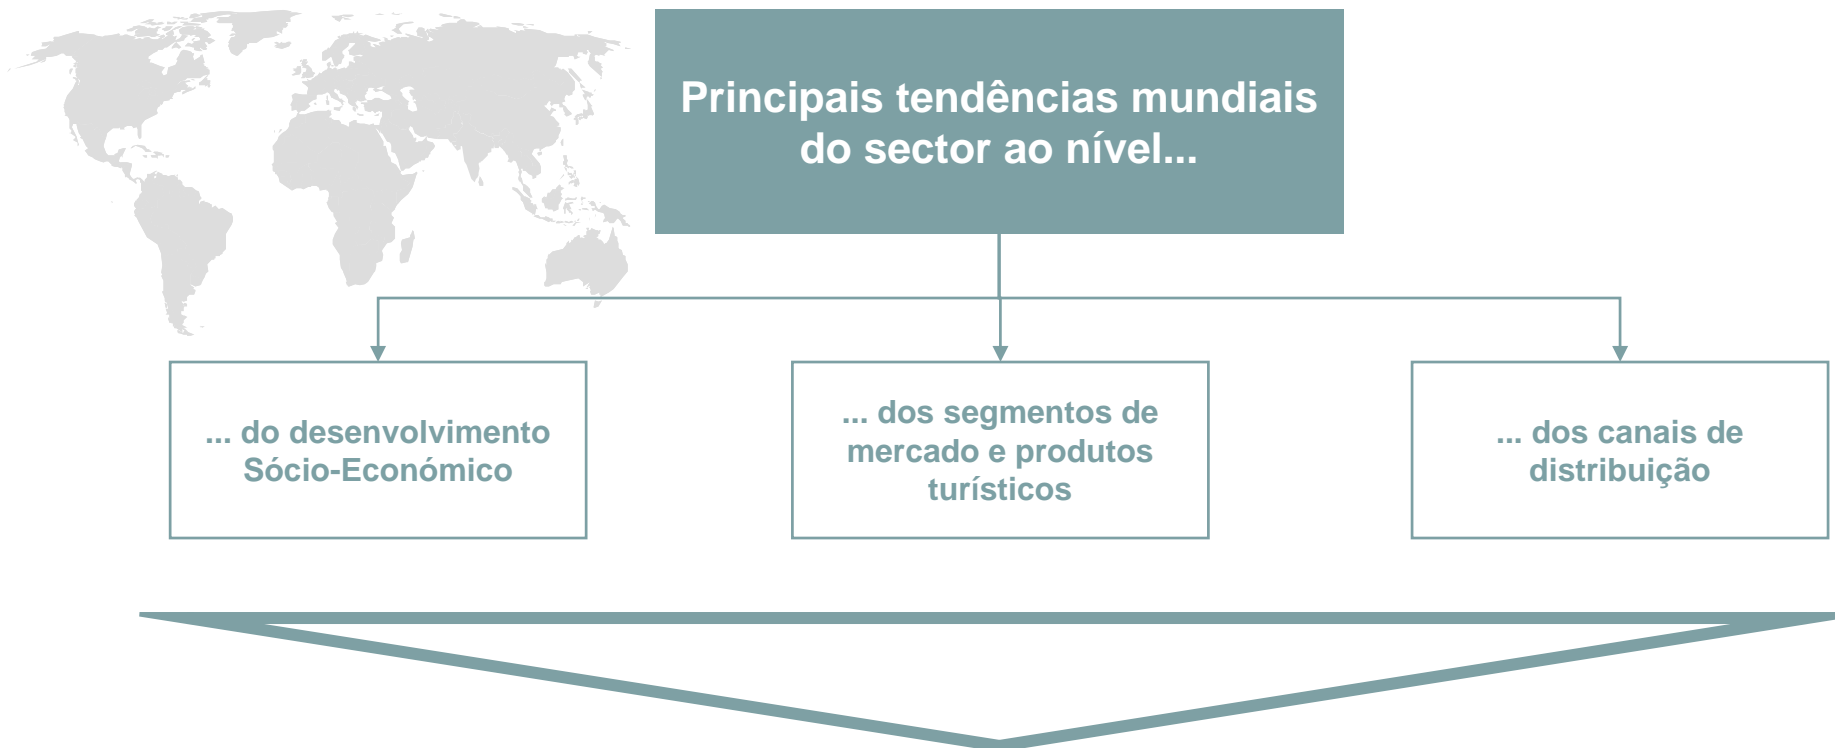 Principais tendências mundiais
do sector ao nível...
... do desenvolvimento
Sócio-Económico
... dos segmentos de
mercado e produtos
turísticos
... dos canais de
distribuição